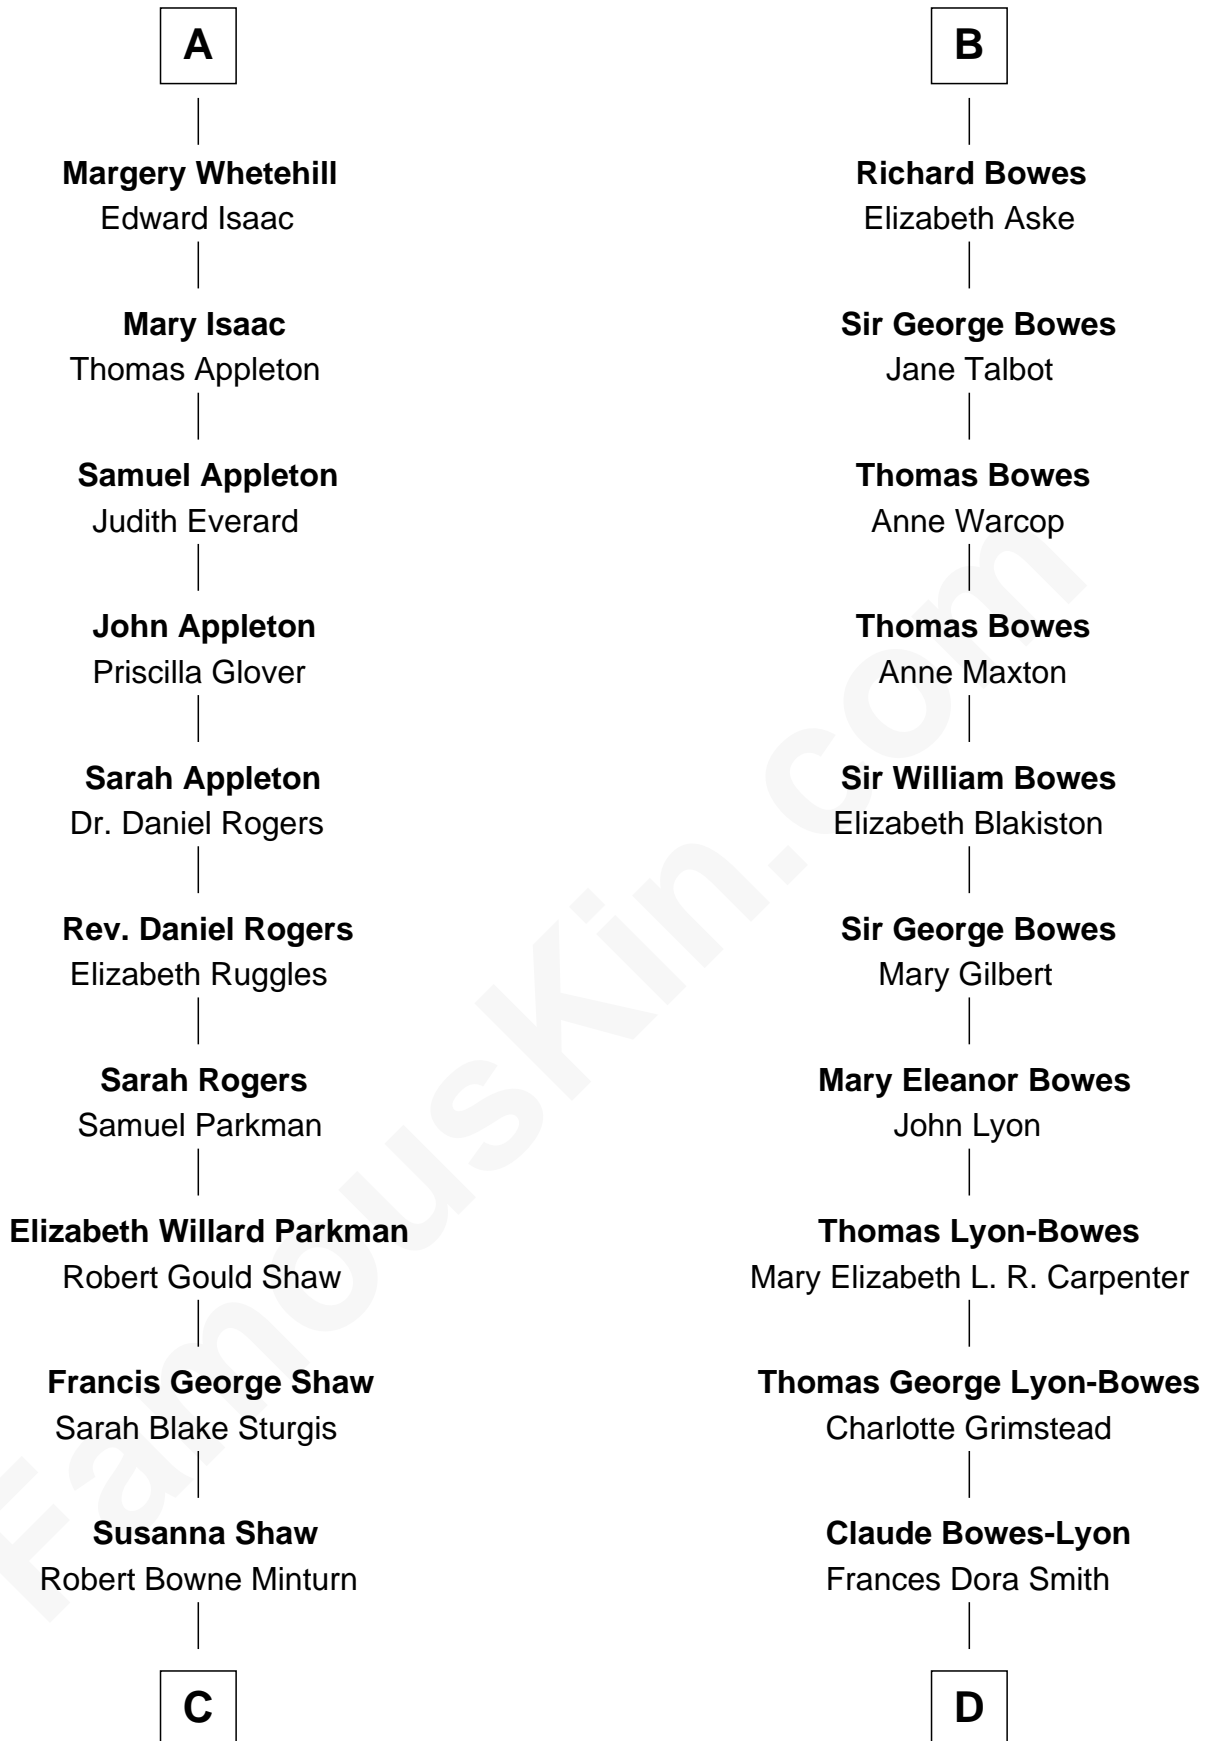 A
Margery Whetehill
Edward Isaac
Mary Isaac
Thomas Appleton
Samuel Appleton
Judith Everard
John Appleton
Priscilla Glover
Sarah Appleton
Dr. Daniel Rogers
Rev. Daniel Rogers
Elizabeth Ruggles
Sarah Rogers
Samuel Parkman
Elizabeth Willard Parkman
Robert Gould Shaw
Francis George Shaw
Sarah Blake Sturgis
Susanna Shaw
Robert Bowne Minturn
C
B
Richard Bowes
Elizabeth Aske
Sir George Bowes
Jane Talbot
Thomas Bowes
Anne Warcop
Thomas Bowes
Anne Maxton
Sir William Bowes
Elizabeth Blakiston
Sir George Bowes
Mary Gilbert
Mary Eleanor Bowes
John Lyon
Thomas Lyon-Bowes
Mary Elizabeth L. R. Carpenter
Thomas George Lyon-Bowes
Charlotte Grimstead
Claude Bowes-Lyon
Frances Dora Smith
D
FamousKin.com